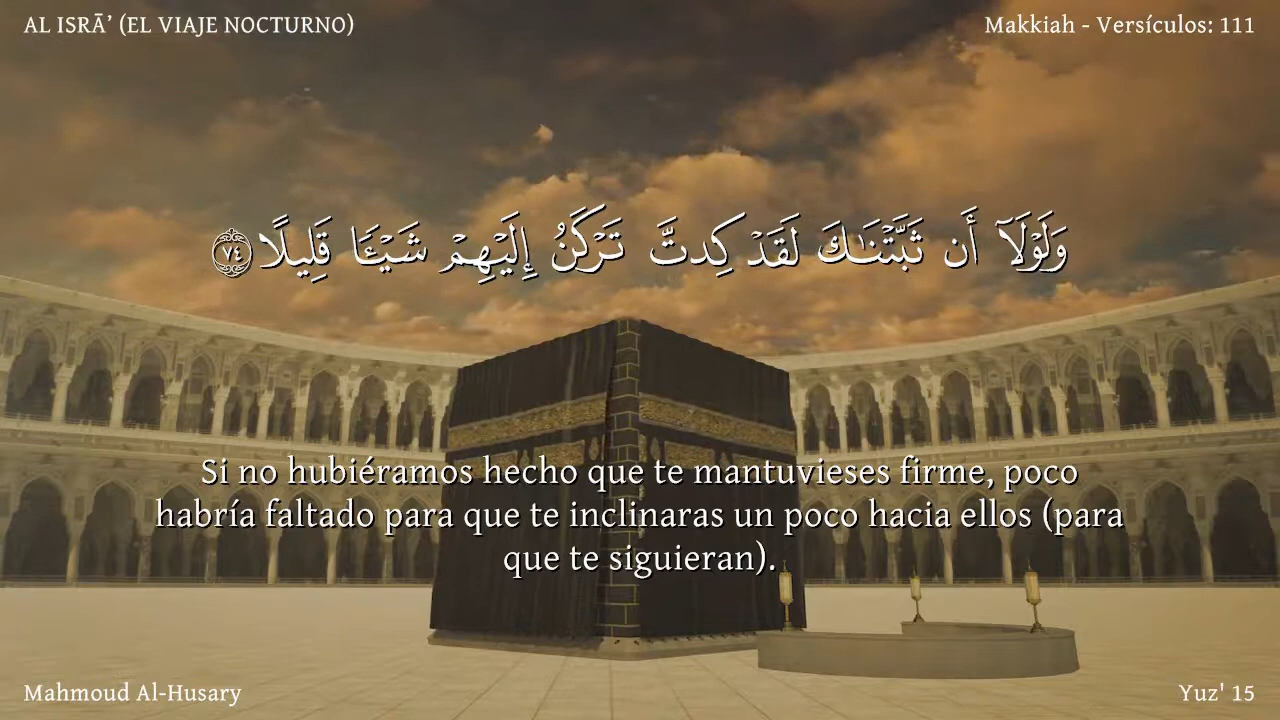 AL ISRĀ’ (EL VIAJE NOCTURNO)
Makkiah - Versículos: 111
وَلَوْلَآ أَن ثَبَّتْنَـٰكَ لَقَدْ كِدتَّ تَرْكَنُ إِلَيْهِمْ شَيْـًٔا قَلِيلًا ٧٤
Si no hubiéramos hecho que te mantuvieses firme, poco
habría faltado para que te inclinaras un poco hacia ellos (para
que te siguieran).
Mahmoud Al-Husary
Yuz' 15